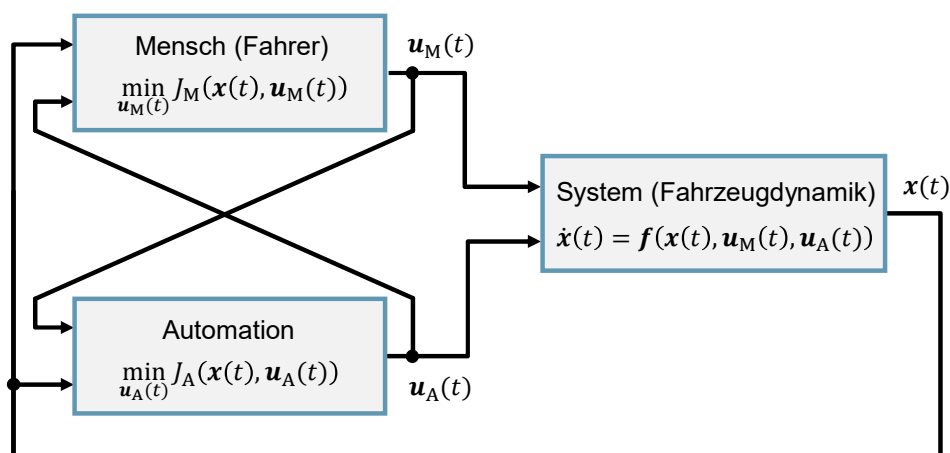 Mensch (Fahrer)
min J_M(x(t), u_M(t))
u_M(t)
u_M(t)
System (Fahrzeugdynamik)
ẋ(t) = f(x(t), u_M(t), u_A(t))
x(t)
Automation
min J_A(x(t), u_A(t))
u_A(t)
u_A(t)